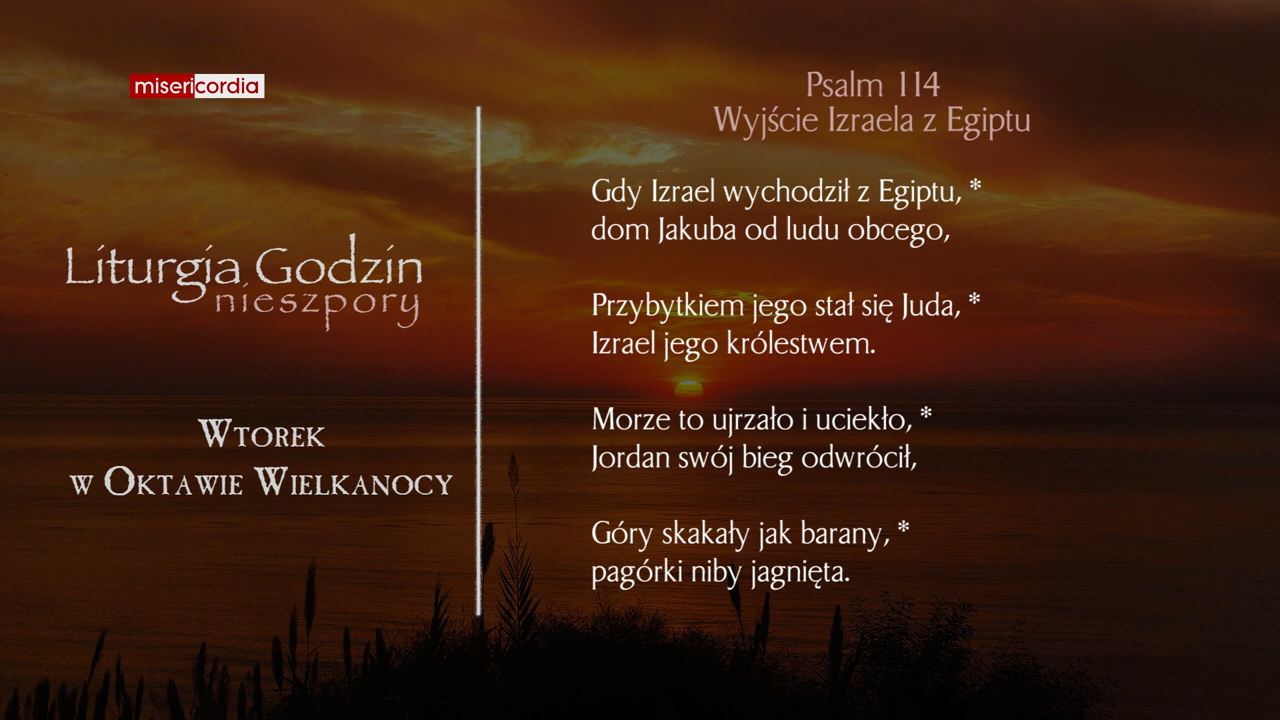 misericordia
Liturgia Godzin
nieszpory
Wtorek
w Oktawie Wielkanocy
Psalm 114
Wyjście Izraela z Egiptu
Gdy Izrael wychodził z Egiptu, *
dom Jakuba od ludu obcego,
Przybytkiem jego stał się Juda, *
Izrael jego królestwem.
Morze to ujrzało i uciekło, *
Jordan swój bieg odwrócił,
Góry skakały jak barany, *
pagórki niby jagnięta.